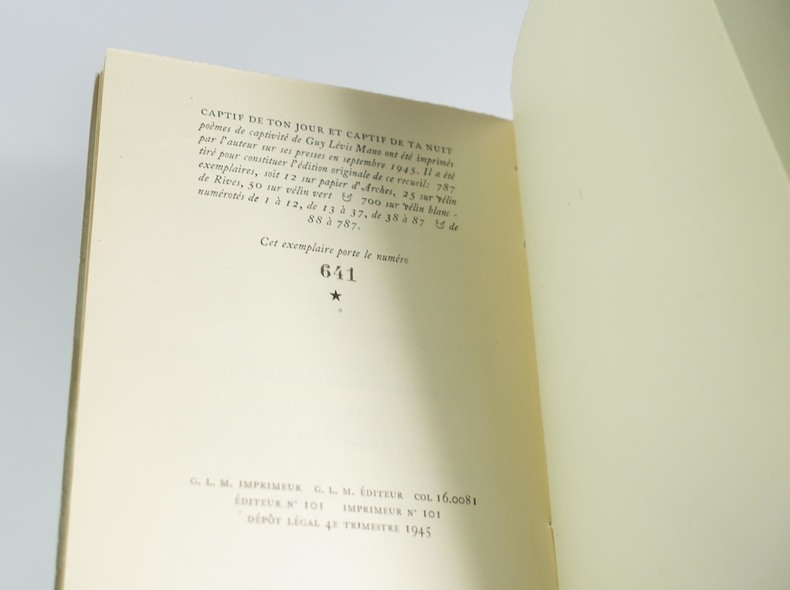 CAPTIF DE TON JOUR ET CAPTIF DE TA NUIT
poèmes de captivité de Guy Lévis Mano ont été imprimés
par l'auteur sur ses presses en septembre 1945. Il a été
tiré pour constituer l'édition originale de ce recueil: 787
exemplaires, soit 12 sur papier d'Arches, 25 sur vélin
de Rives, 50 sur vélin vert & 700 sur vélin blanc -
numérotés de 1 à 12, de 13 à 37, de 38 à 87 & de
88 à 787.
Cet exemplaire porte le numéro
641
★
G. L. M. IMPRIMEUR G. L. M. ÉDITEUR COL 16.0081
ÉDITEUR N° 101 IMPRIMEUR N° 101
DÉPÔT LÉGAL 4E TRIMESTRE 1945